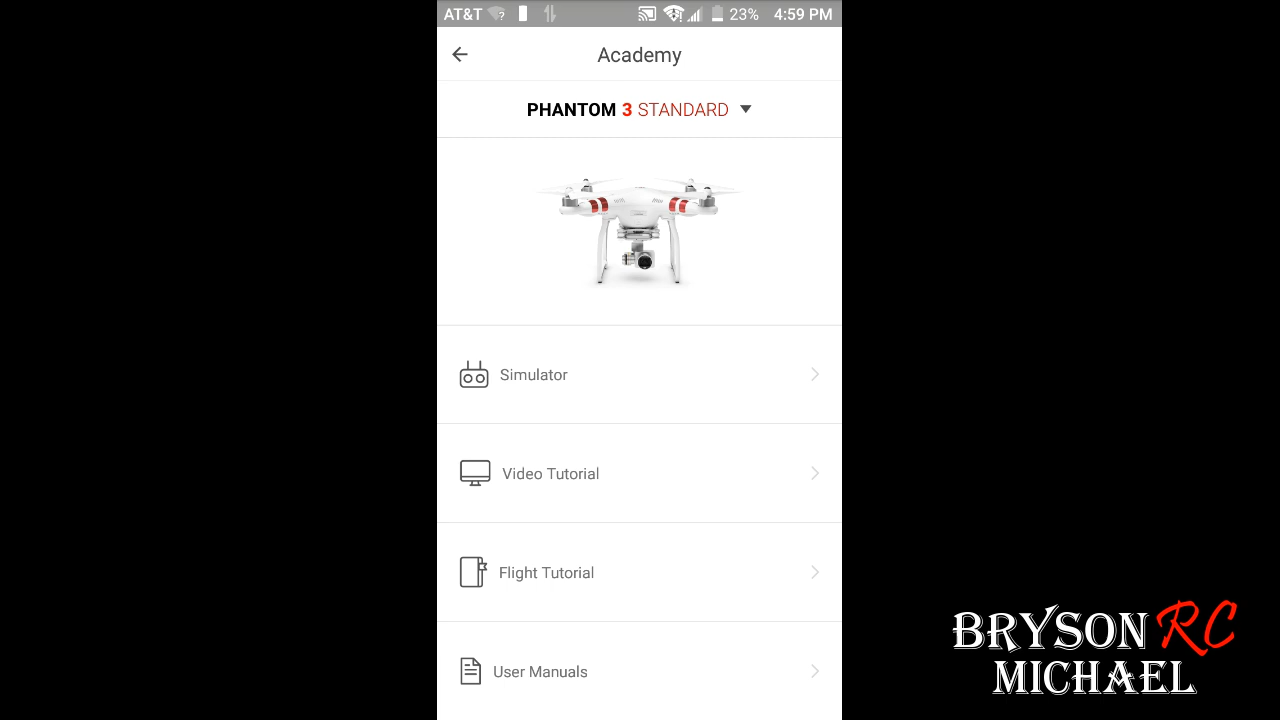 AT&T 23% 4:59 PM
Academy
PHANTOM 3 STANDARD
Simulator
Video Tutorial
Flight Tutorial
User Manuals
BRYSON RC
MICHAEL